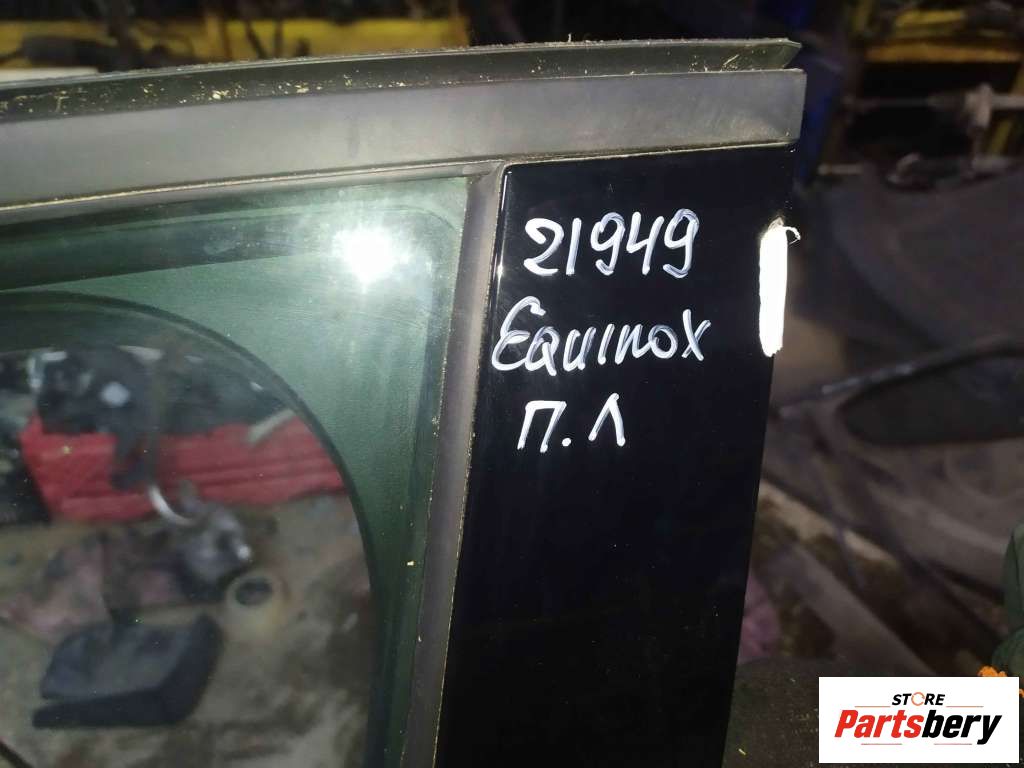 21949
Equinox
П.Л
STORE
Partsbery